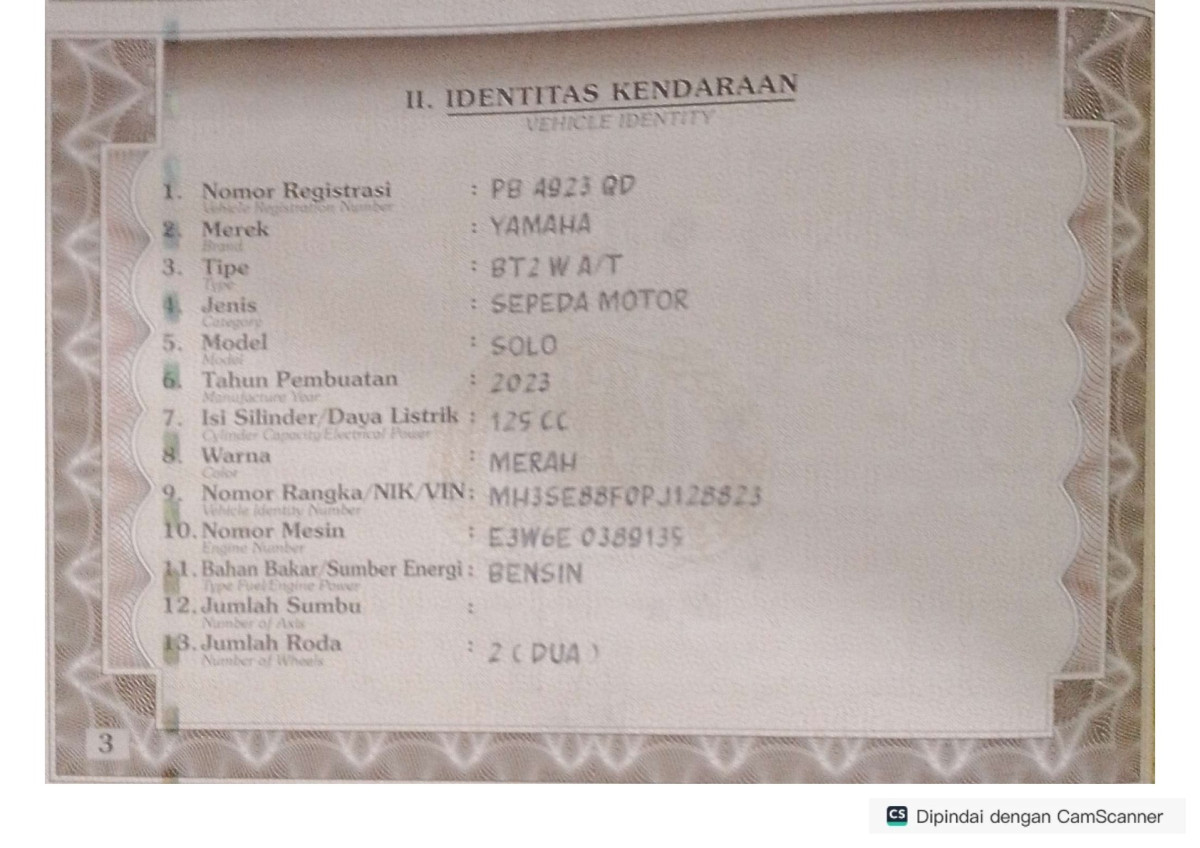 II. IDENTITAS KENDARAAN
VEHICLE IDENTITY
1. Nomor Registrasi : PB 4923 QD
Vehicle Registration Number
2. Merek : YAMAHA
Brand
3. Tipe : BT2 W A/T
Type
4. Jenis : SEPEDA MOTOR
Category
5. Model : SOLO
Model
6. Tahun Pembuatan : 2023
Manufacture Year
7. Isi Silinder/Daya Listrik : 125 CC
Cylinder Capacity/Electrical Power
8. Warna : MERAH
Color
9. Nomor Rangka/NIK/VIN : MH3SE88F0PJ128823
Vehicle Identity Number
10. Nomor Mesin : E3W6E 0389135
Engine Number
11. Bahan Bakar/Sumber Energi : BENSIN
Type Fuel/Engine Power
12. Jumlah Sumbu :
Number of Axis
13. Jumlah Roda : 2 ( DUA )
Number of Wheels
3
CS Dipindai dengan CamScanner